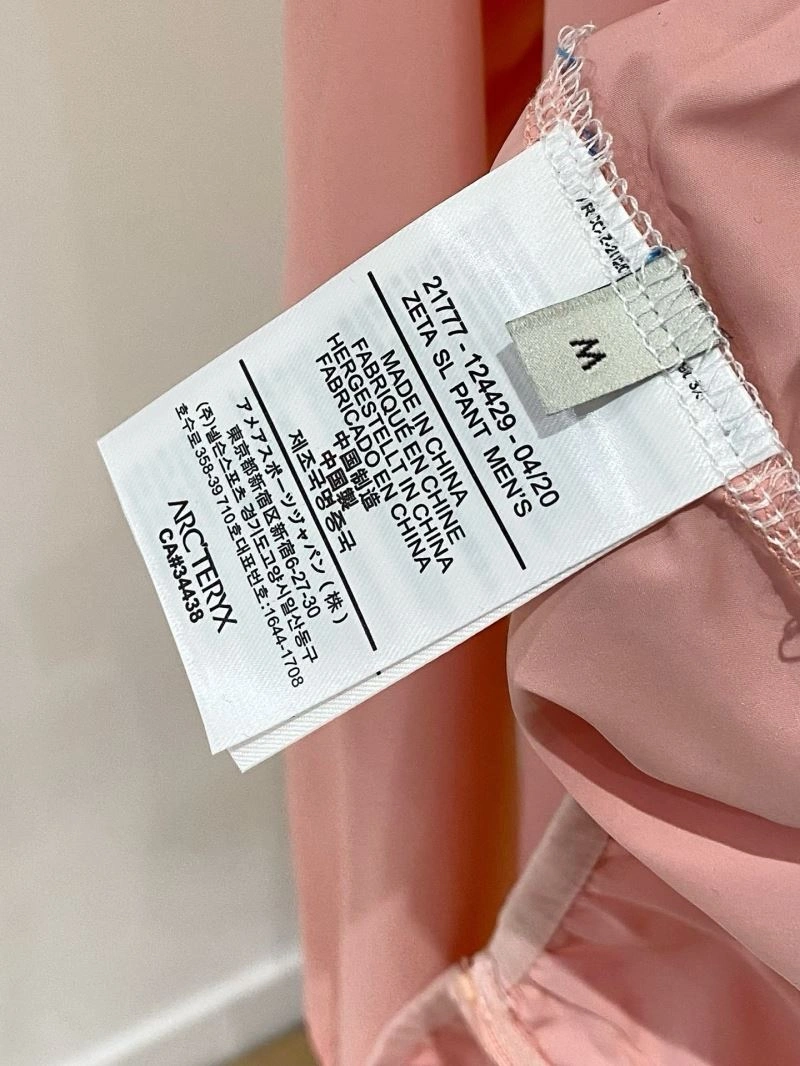 M
21777 - 124429 - 04/20
ZETA SL PANT MEN'S
MADE IN CHINA
FABRIQUE EN CHINE
HERGESTELLT IN CHINA
FABRICADO EN CHINA
中国制造
中國製
제조국명 중국
アメアスポーツジャパン（株）
東京都新宿区新宿6-27-30
(주)넬슨스포츠 경기도고양시일산동구
호수로 358-39 710호대표번호:1644-1708
ARC'TERYX
CA#34438